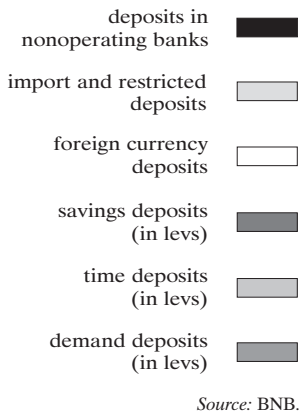 deposits in
nonoperating banks
import and restricted
deposits
foreign currency
deposits
savings deposits
(in levs)
time deposits
(in levs)
demand deposits
(in levs)
Source: BNB.